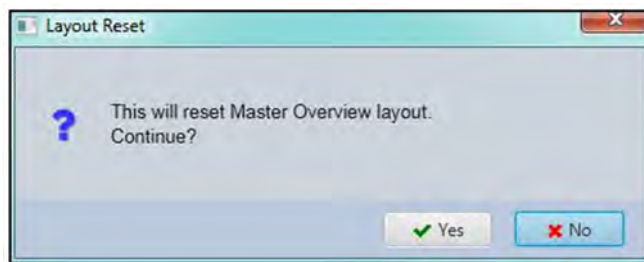 Layout Reset
This will reset Master Overview layout.
Continue?
Yes
No